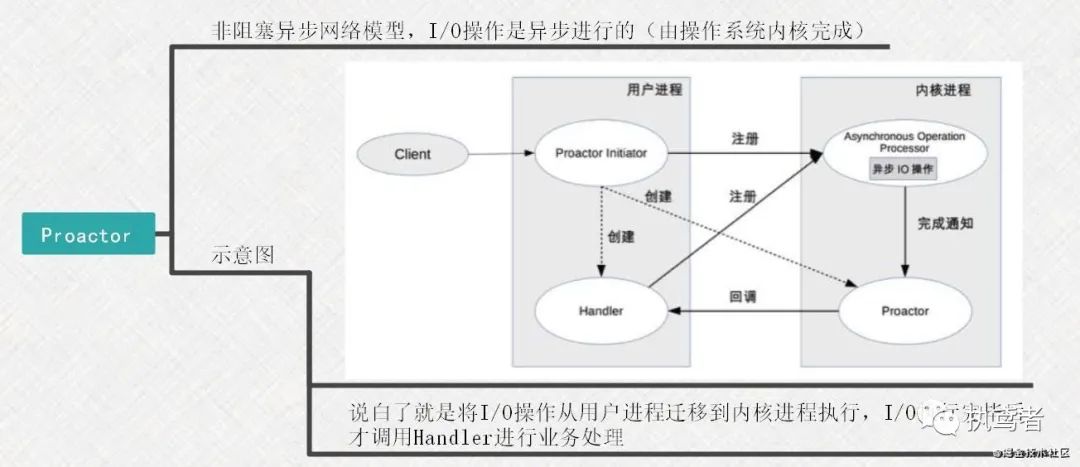 非阻塞异步网络模型，I/O操作是异步进行的（由操作系统内核完成）
用户进程
内核进程
Client
Proactor Initiator
注册
Asynchronous Operation
Processor
异步 IO 操作
创建
注册
创建
完成通知
Handler
回调
Proactor
Proactor
示意图
说白了就是将I/O操作从用户进程迁移到内核进程执行，I/O
才调用Handler进行业务处理
执鸢者
@掘金技术社区